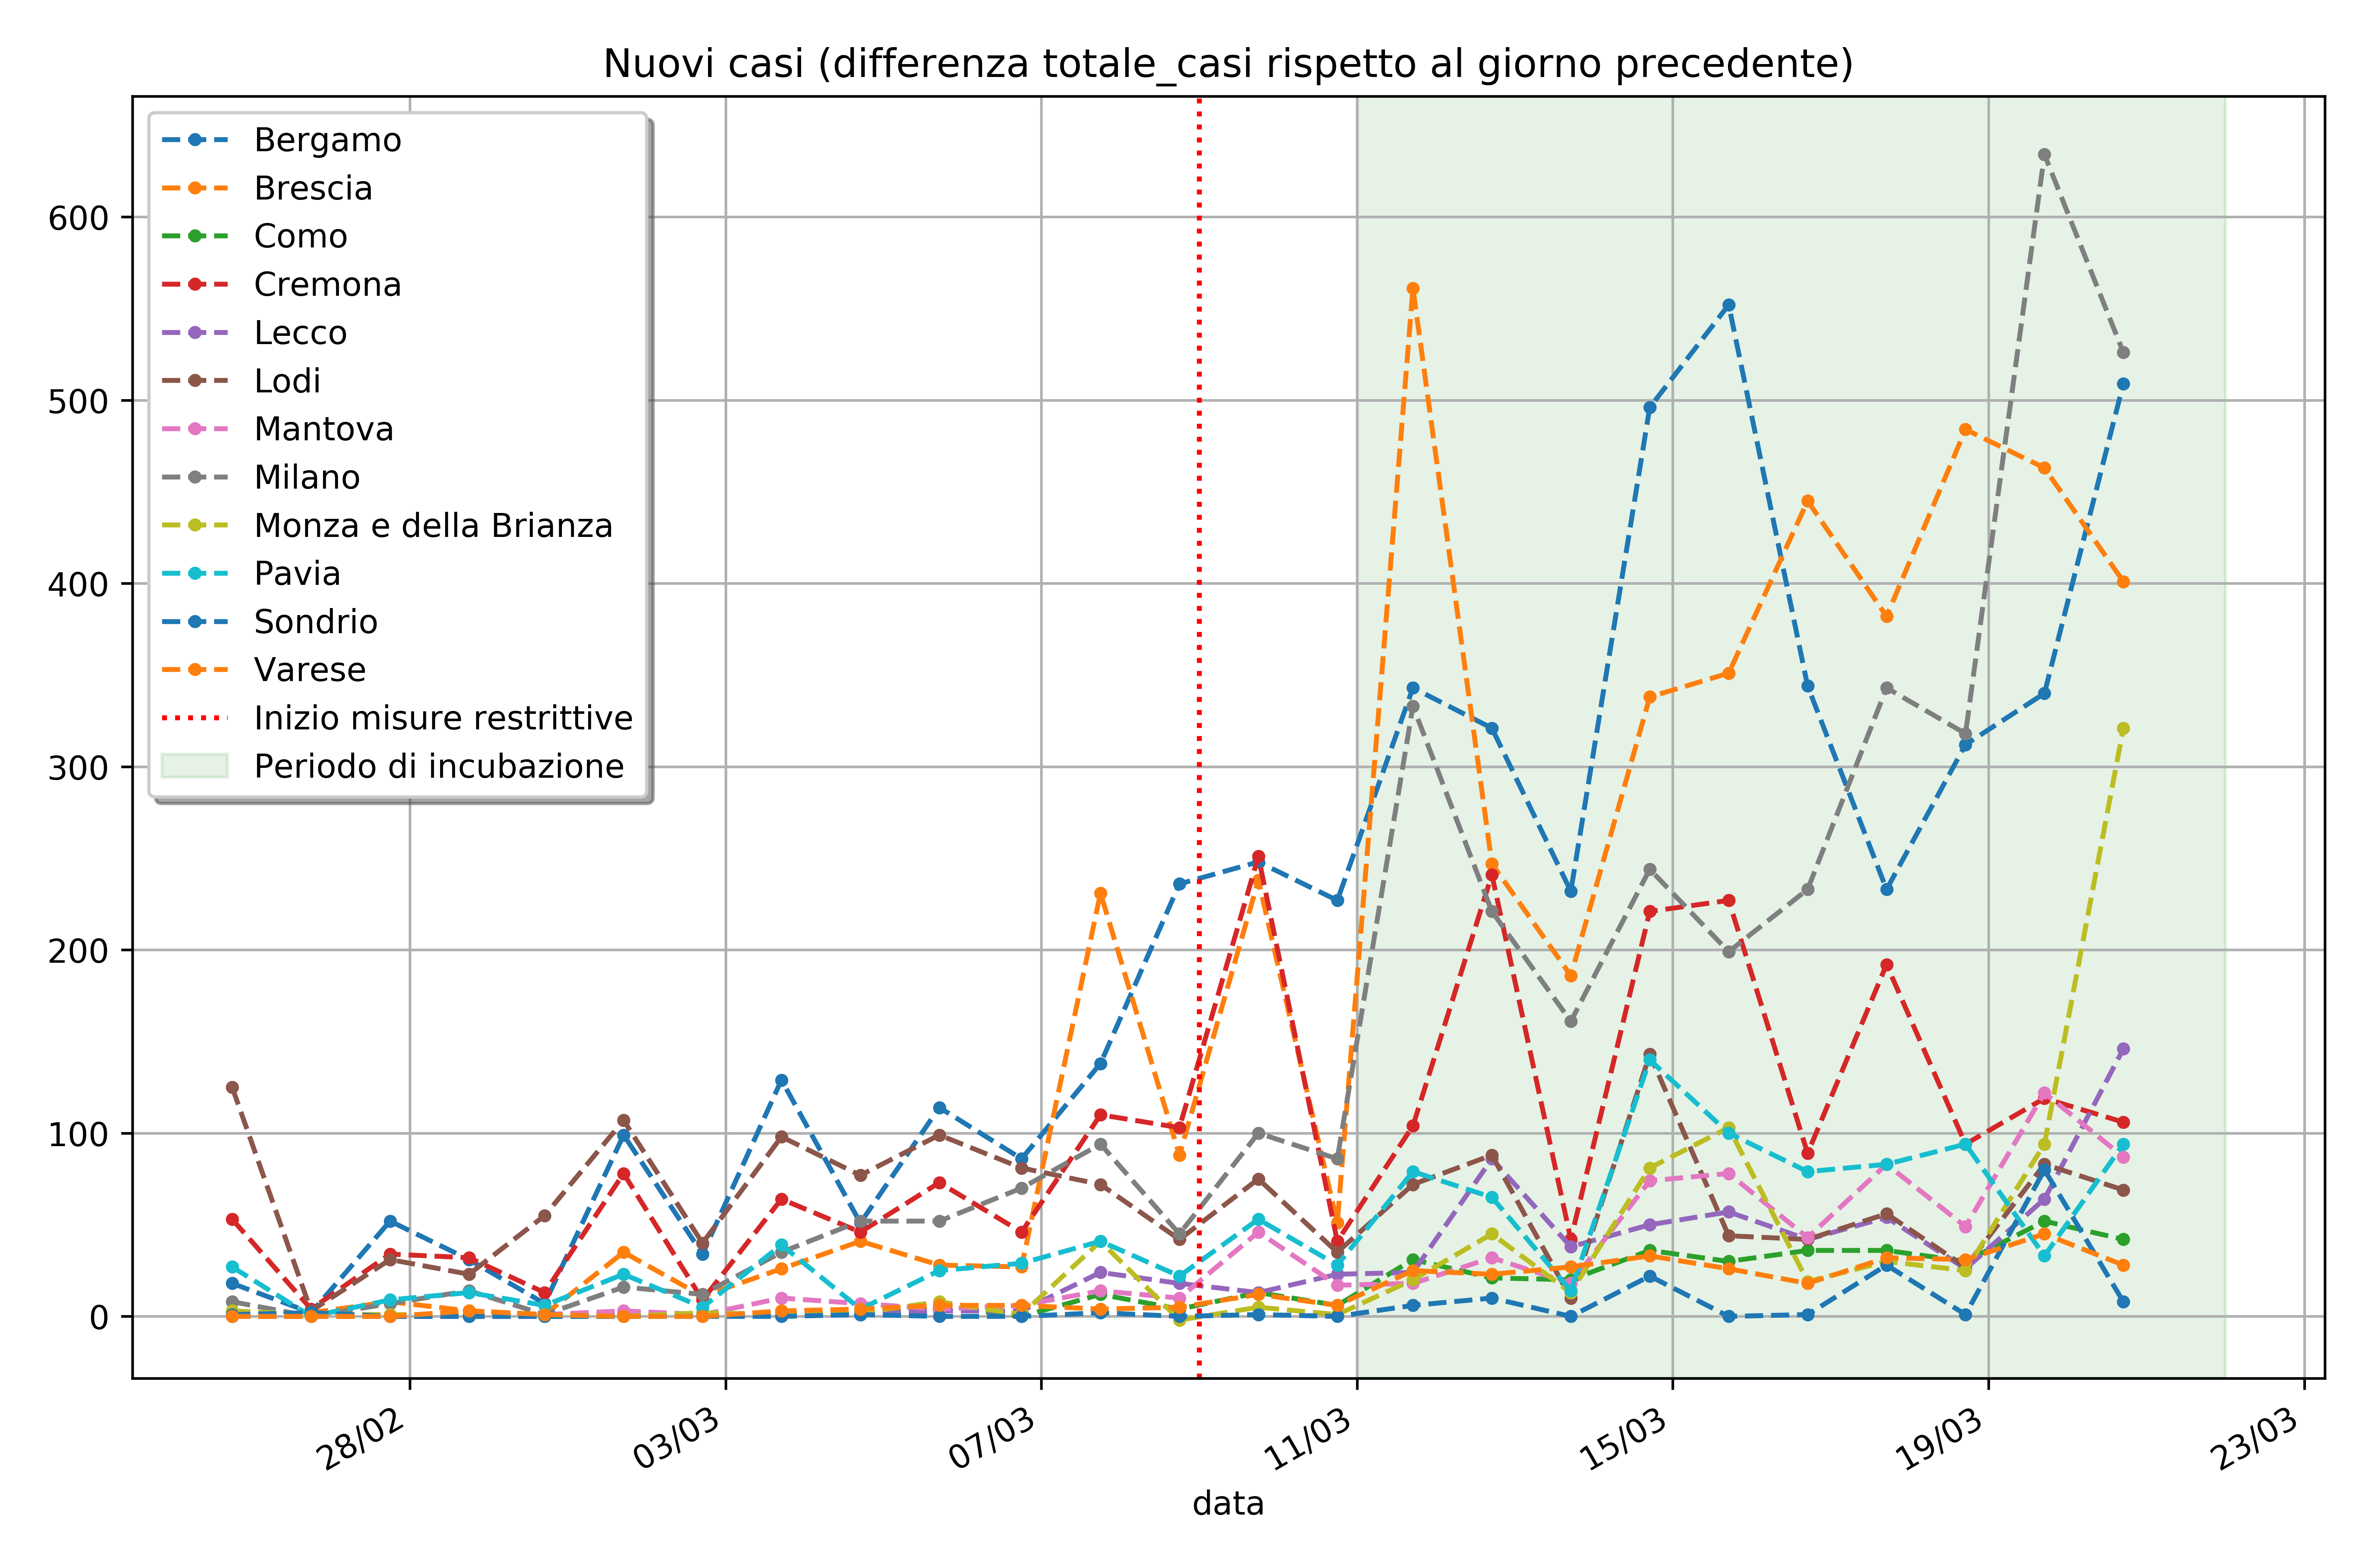 Nuovi casi (differenza totale_casi rispetto al giorno precedente)
Bergamo
Brescia
Como
Cremona
Lecco
Lodi
Mantova
Milano
Monza e della Brianza
Pavia
Sondrio
Varese
Inizio misure restrittive
Periodo di incubazione
600
500
400
300
200
100
0
28/02
03/03
07/03
11/03
15/03
19/03
23/03
data